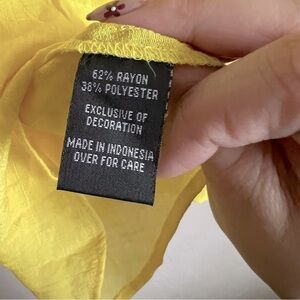 62% RAYON
38% POLYESTER
EXCLUSIVE OF
DECORATION
MADE IN INDONESIA
OVER FOR CARE